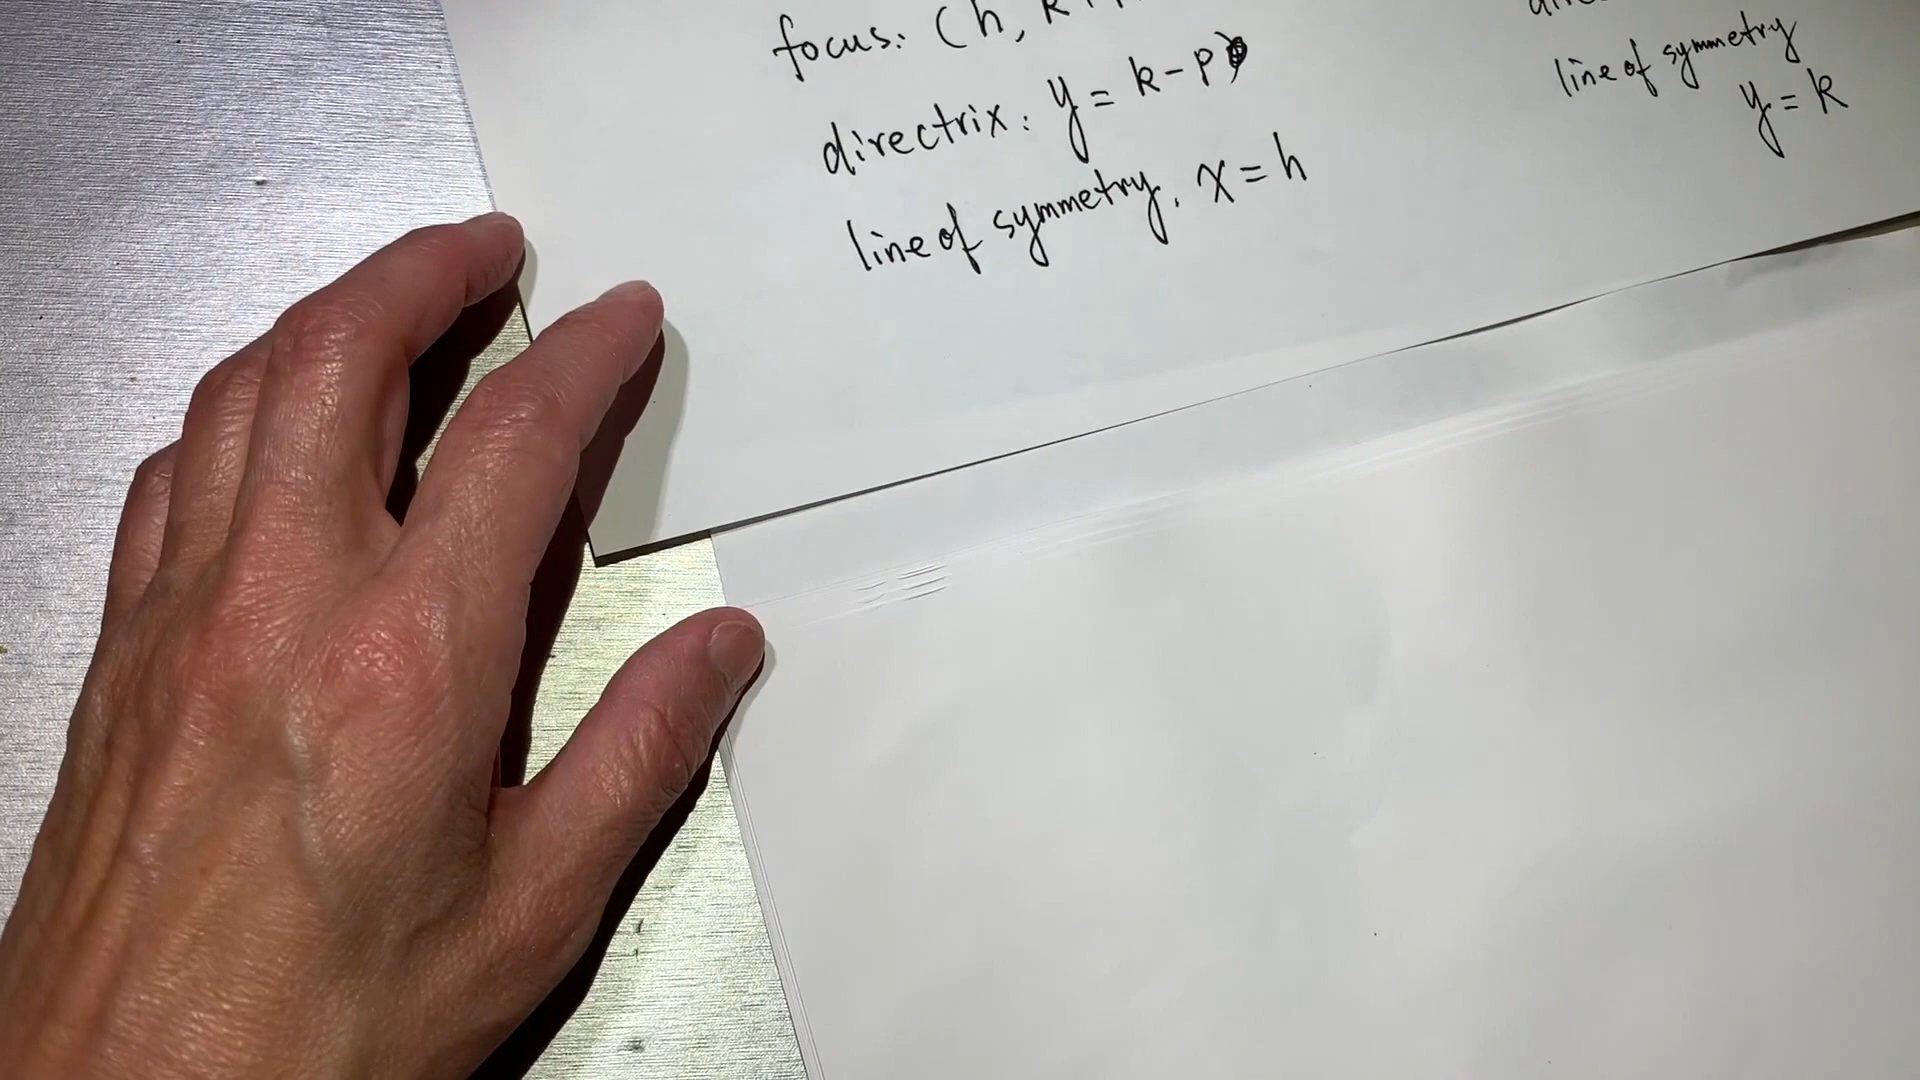 focus: (h, k
directrix: y = k - p
line of symmetry. x = h
line of symmetry
y = k